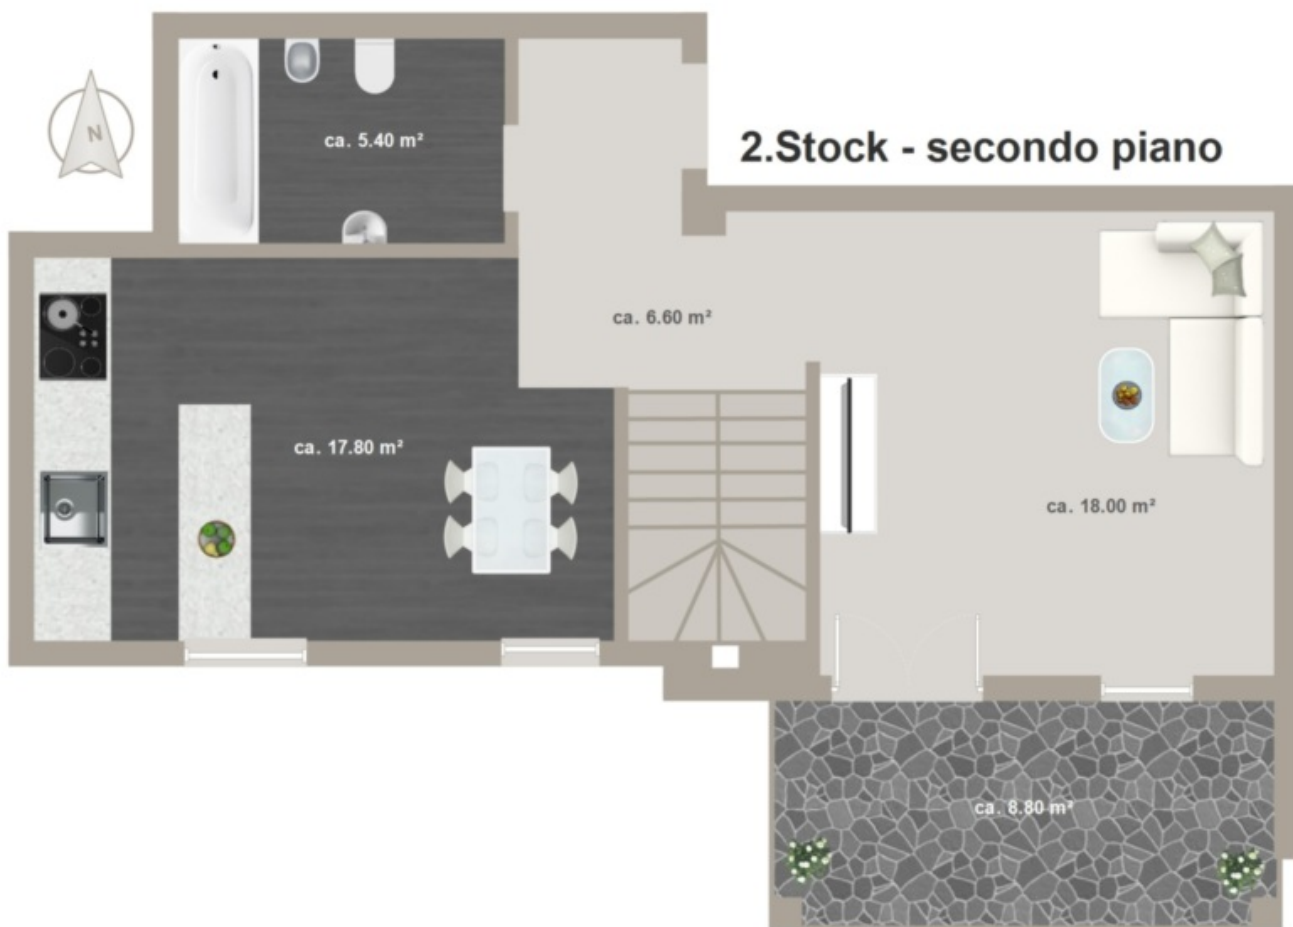 N
ca. 5.40 m²
2.Stock - secondo piano
ca. 6.60 m²
ca. 17.80 m²
ca. 18.00 m²
ca. 8.80 m²